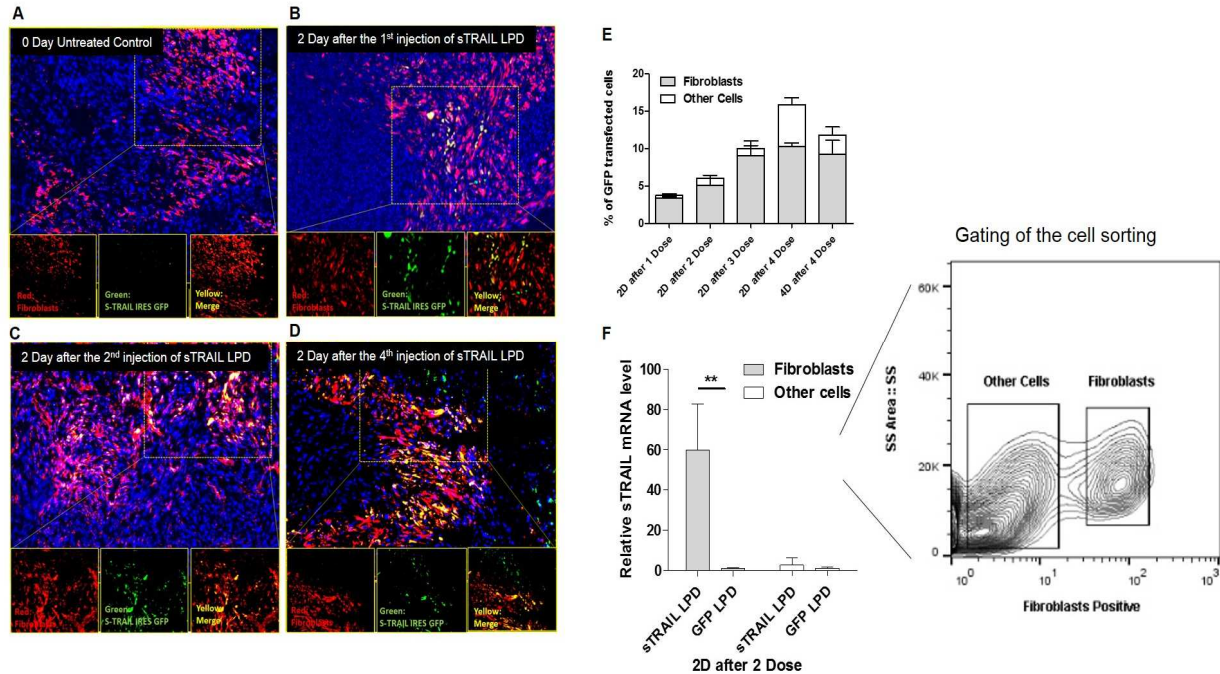 A
0 Day Untreated Control
Red:
Fibroblasts
Green:
S-TRAIL IRES GFP
Yellow:
Merge
B
2 Day after the 1st injection of sTRAIL LPD
Red:
Fibroblasts
Green:
S-TRAIL IRES GFP
Yellow:
Merge
C
2 Day after the 2nd injection of sTRAIL LPD
Red:
Fibroblasts
Green:
S-TRAIL IRES GFP
Yellow:
Merge
D
2 Day after the 4th injection of sTRAIL LPD
Red:
Fibroblasts
Green:
S-TRAIL IRES GFP
Yellow:
Merge
E
Fibroblasts
Other Cells
% of GFP transfected cells
20
15
10
5
0
2D after 1 Dose
2D after 2 Dose
2D after 3 Dose
2D after 4 Dose
4D after 4 Dose
F
Fibroblasts
Other cells
**
Relative sTRAIL mRNA level
100
80
60
40
20
0
sTRAIL LPD
GFP LPD
sTRAIL LPD
GFP LPD
2D after 2 Dose
Gating of the cell sorting
SS Area :: SS
60K
40K
20K
0
Other Cells
Fibroblasts
10^0
10^1
10^2
10^3
Fibroblasts Positive